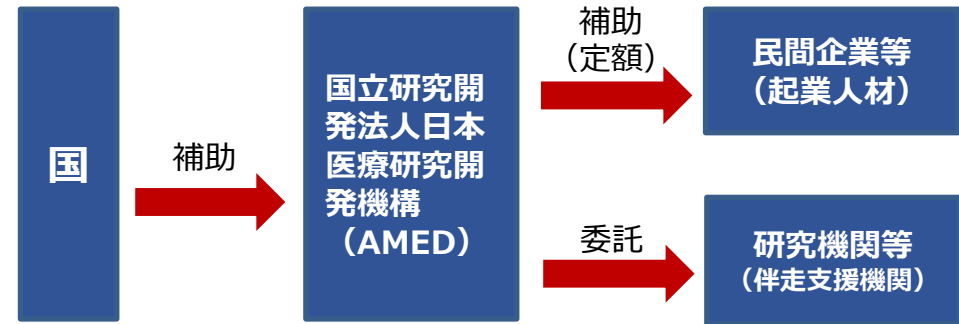 国
補助
国立研究開
発法人日本
医療研究開
発機構
（AMED）
補助
（定額）
民間企業等
（起業人材）
委託
研究機関等
（伴走支援機関）